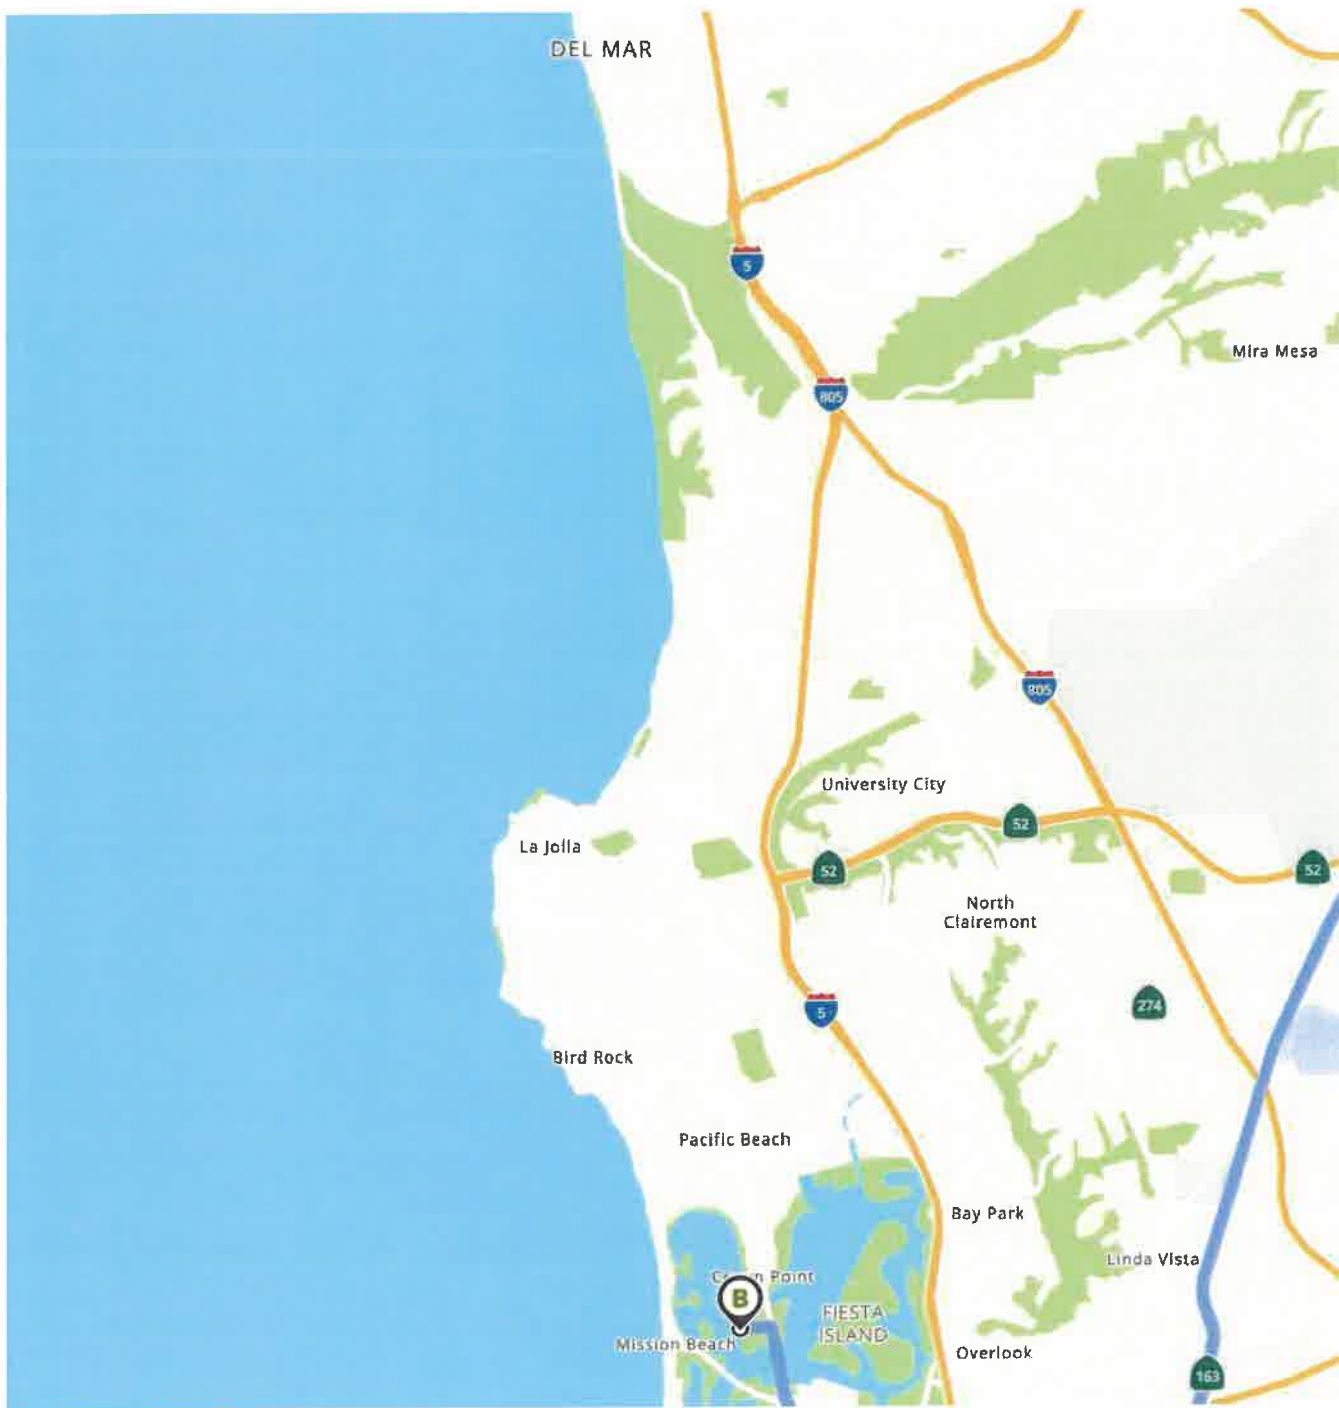 DEL MAR
5
Mira Mesa
805
805
University City
52
La Jolla
52
52
North
Clairemont
274
5
Bird Rock
Pacific Beach
Bay Park
Linda Vista
Point
B
FIESTA
ISLAND
Mission Beach
Overlook
163